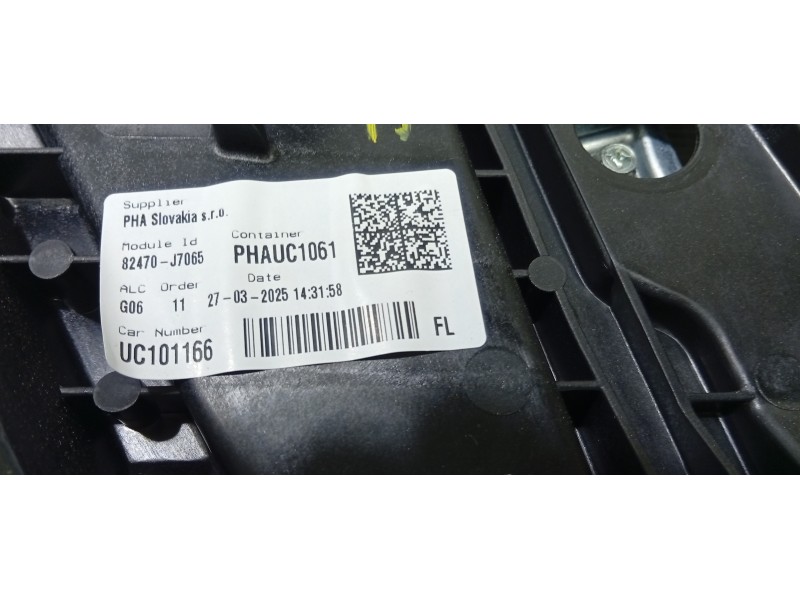 Supplier
PHA Slovakia s.r.o.
Module Id
82470-J7065
Container
PHAUC1061
ALC Order
G06 11
Date
27-03-2025 14:31:58
Car Number
UC101166
FL